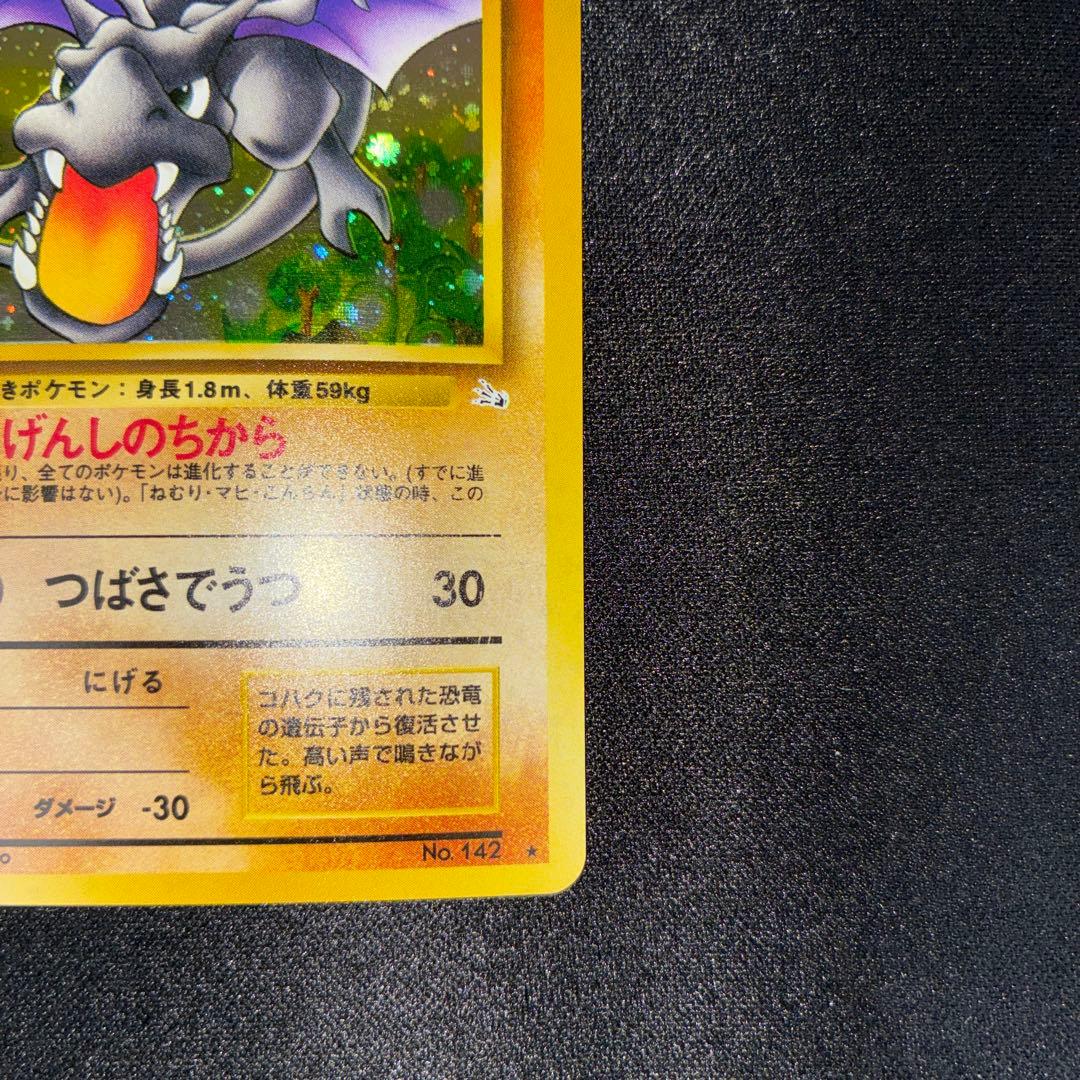 きポケモン：身長1.8m、体重59kg
げんしのちから
り、全てのポケモンは進化することができない。(すでに進
に影響はない)。「ねむり・マヒ・こんらん」状態の時、この
つばさでうつ 30
にげる
コハクに残された恐竜
の遺伝子から復活させ
た。高い声で鳴きなが
ら飛ぶ。
ダメージ -30
。 No. 142 ★